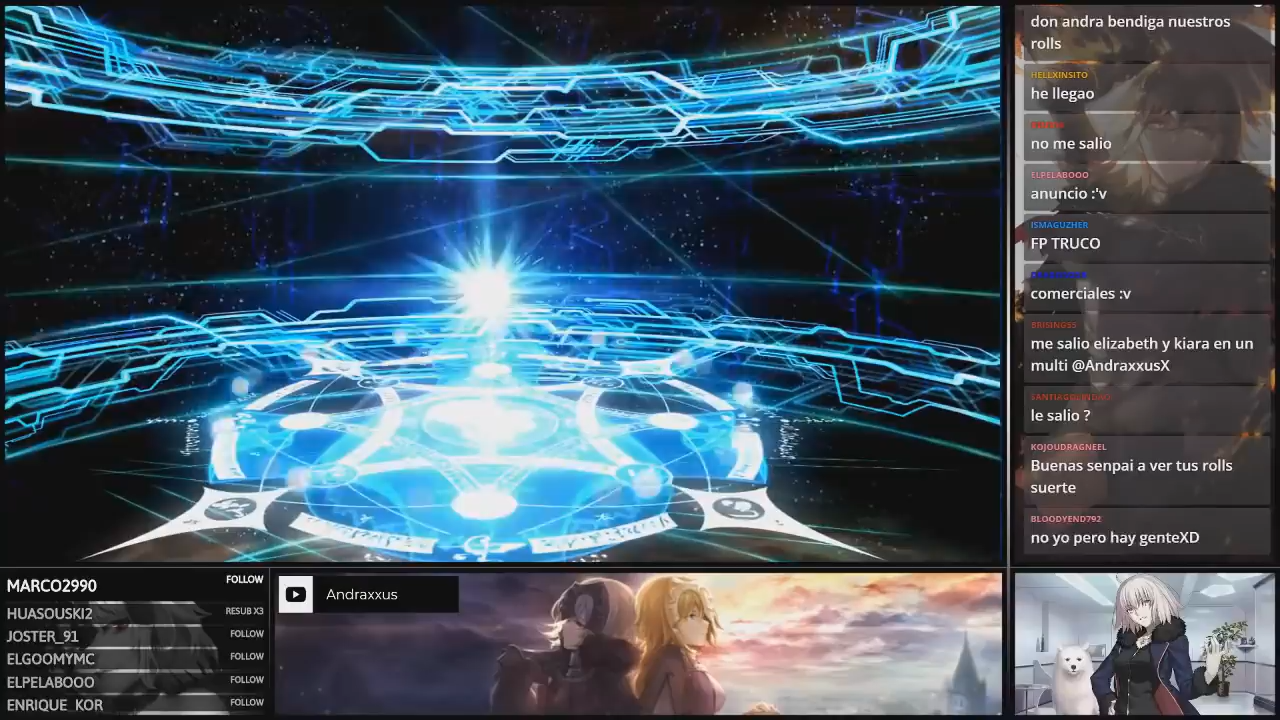 don andra bendiga nuestros
rolls
HELLXINSITO
he llegao
no me salio
ELPELABOOO
anuncio :'v
ISMAGUZHER
FP TRUCO
comerciales :v
BRISINGSS
me salio elizabeth y kiara en un
multi @AndraxxusX
le salio ?
KOJOUDRAGNEEL
Buenas senpai a ver tus rolls
suerte
BLOODYEND792
no yo pero hay genteXD
MARCO2990 FOLLOW
HUASOUSKI2 RESUB X3
JOSTER_91 FOLLOW
ELGOOMYMC FOLLOW
ELPELABOOO FOLLOW
ENRIQUE_KOR FOLLOW
Andraxxus